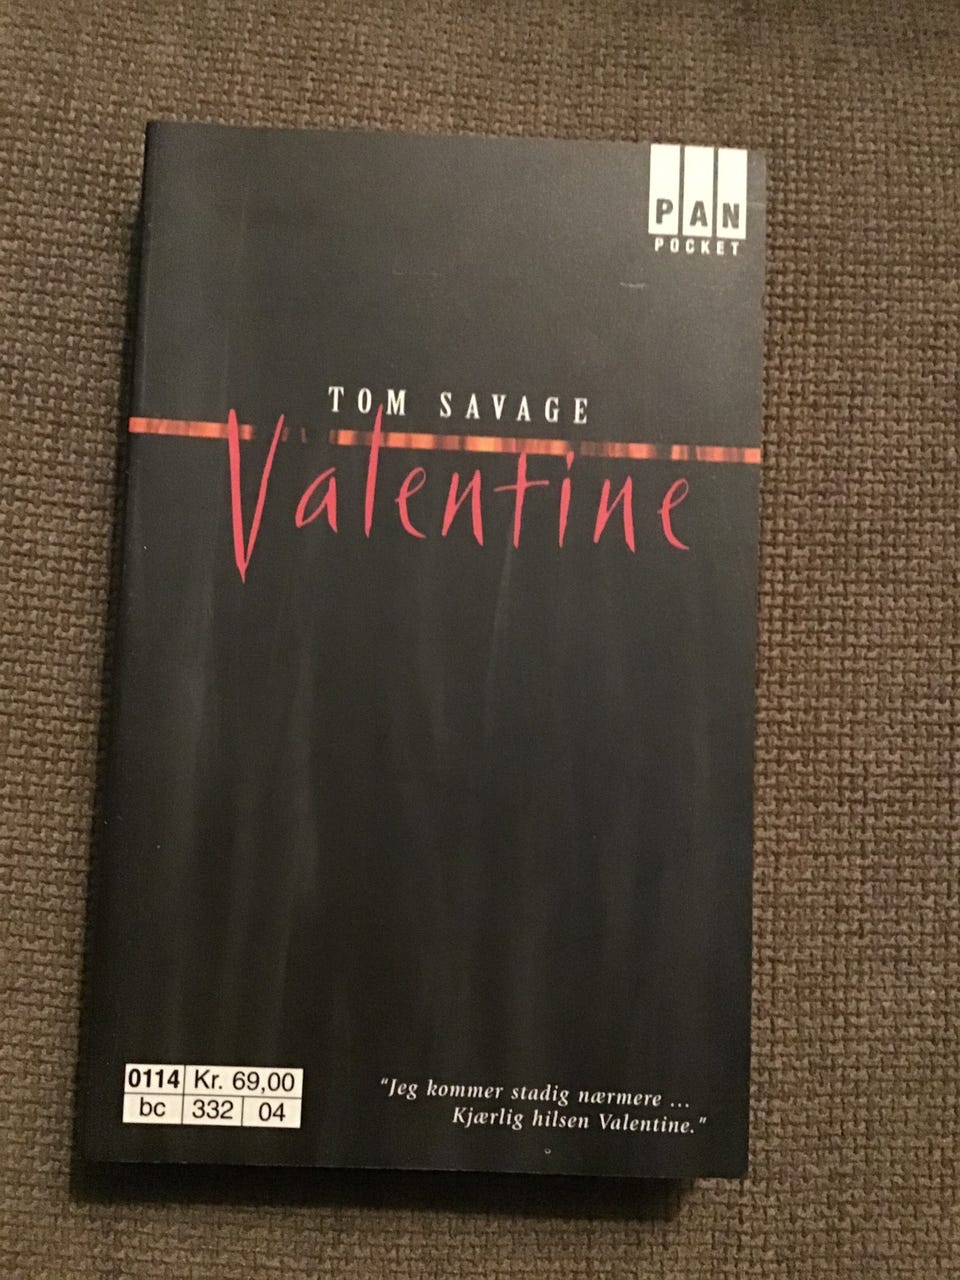 PAN
POCKET
TOM SAVAGE
Valentine
0114 Kr. 69,00
bc 332 04
“Jeg kommer stadig nærmere ...
Kjærlig hilsen Valentine.”